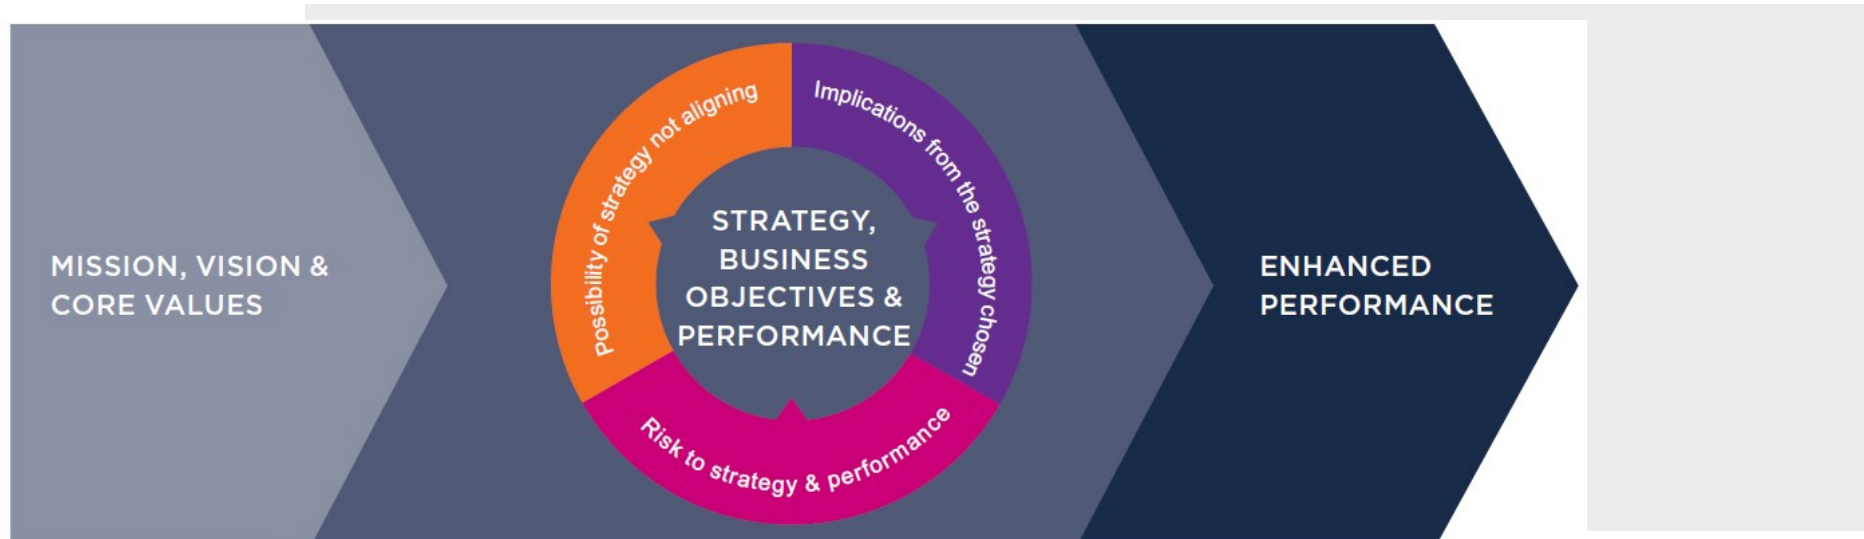 MISSION, VISION &
CORE VALUES
Possibility of strategy not aligning
Implications from the strategy chosen
Risk to strategy & performance
STRATEGY,
BUSINESS
OBJECTIVES &
PERFORMANCE
ENHANCED
PERFORMANCE